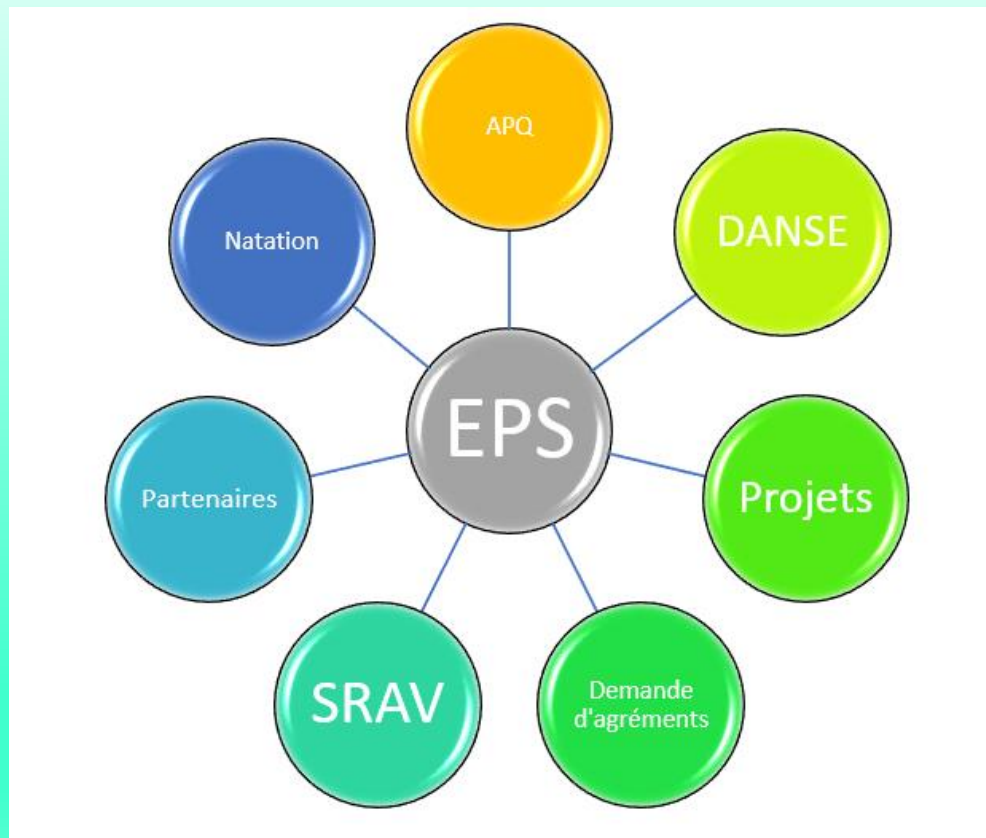 APQ
DANSE
Natation
EPS
Projets
Partenaires
Demande
d'agréments
SRAV